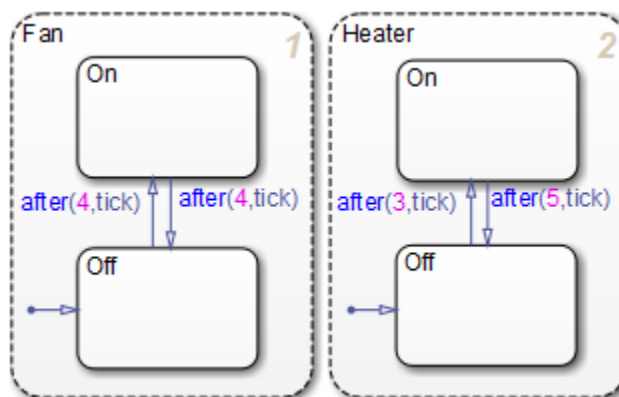 Fan
1
On
after(4,tick)
after(4,tick)
Off
Heater
2
On
after(3,tick)
after(5,tick)
Off